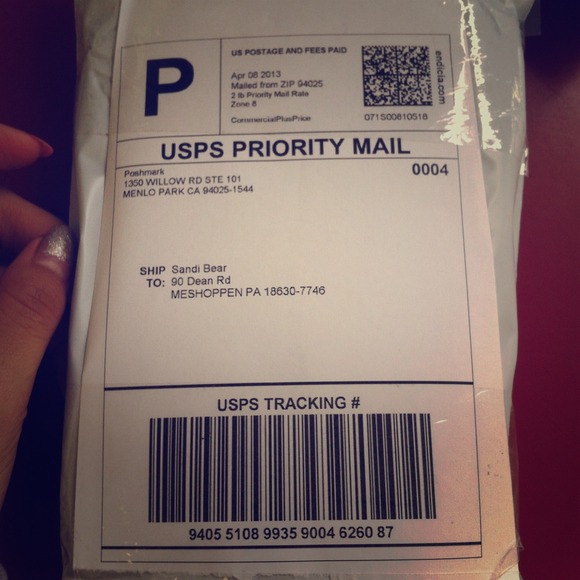 P
US POSTAGE AND FEES PAID
Apr 08 2013
Mailed from ZIP 94025
2 lb Priority Mail Rate
Zone 8
CommercialPlusPrice
endicia.com
071S00810518
USPS PRIORITY MAIL
Poshmark
1350 WILLOW RD STE 101
MENLO PARK CA 94025-1544
0004
SHIP TO:
Sandi Bear
90 Dean Rd
MESHOPPEN PA 18630-7746
USPS TRACKING #
9405 5108 9935 9004 6260 87